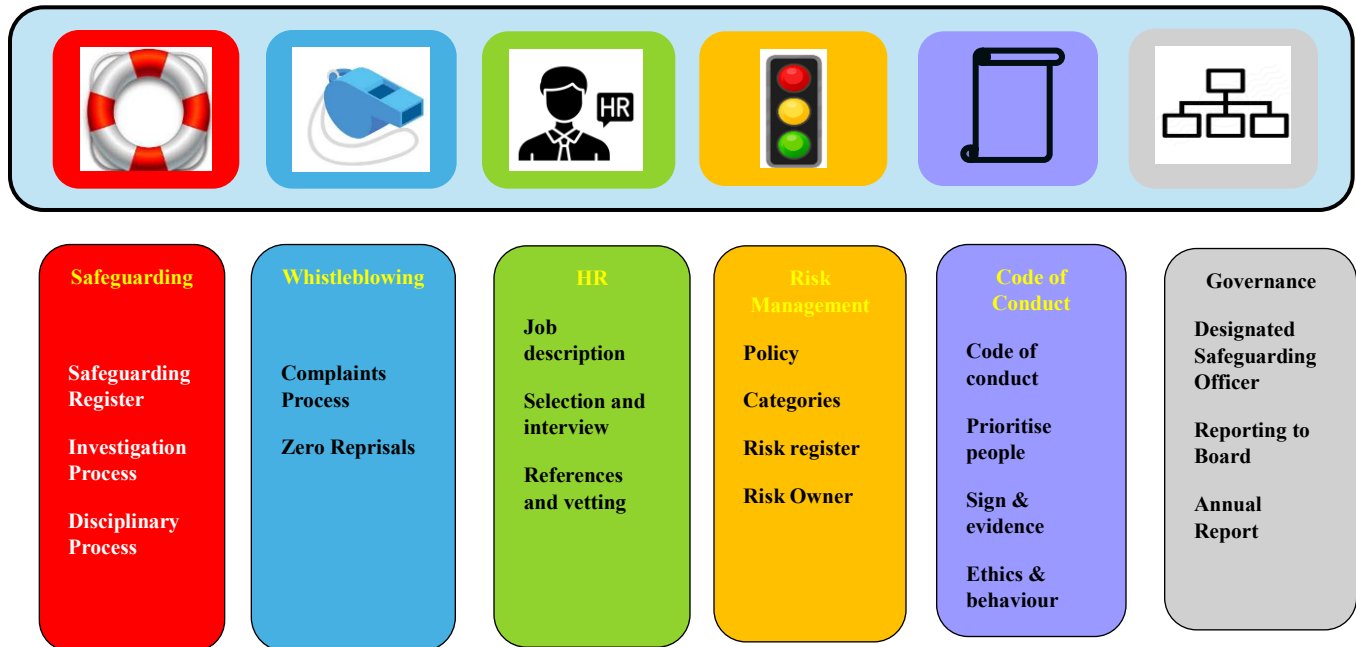 HR
Safeguarding
Safeguarding
Register
Investigation
Process
Disciplinary
Process
Whistleblowing
Complaints
Process
Zero Reprisals
HR
Job
description
Selection and
interview
References
and vetting
Risk
Management
Policy
Categories
Risk register
Risk Owner
Code of
Conduct
Code of
conduct
Prioritise
people
Sign &
evidence
Ethics &
behaviour
Governance
Designated
Safeguarding
Officer
Reporting to
Board
Annual
Report